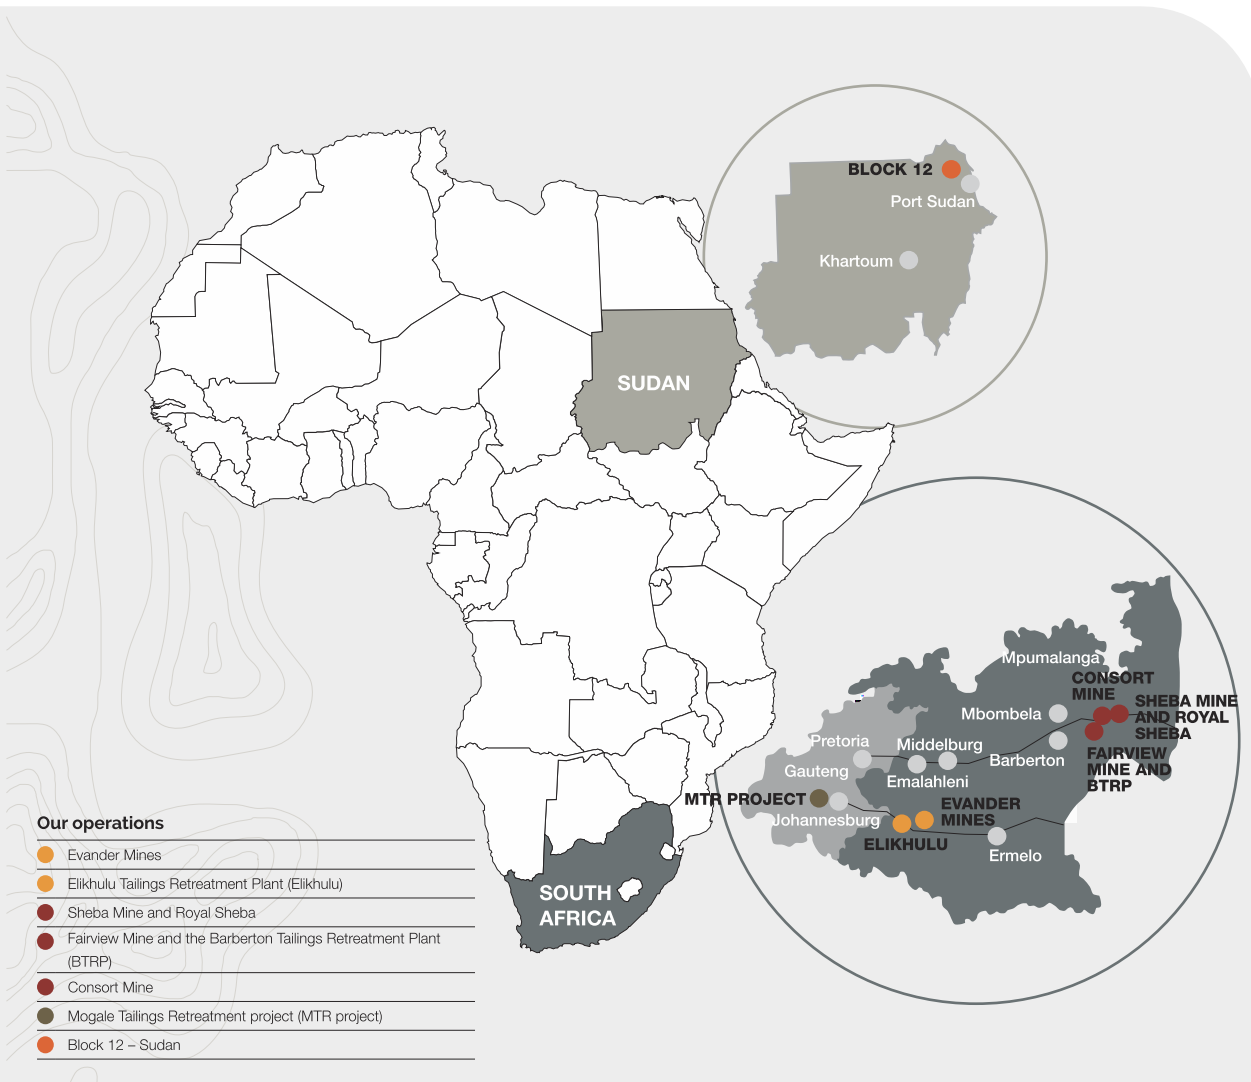 BLOCK 12
Port Sudan
Khartoum
SUDAN
Mpumalanga
CONSORT
MINE
SHEBA MINE
AND ROYAL
SHEBA
Mbombela
Pretoria
Middelburg
Barberton
FAIRVIEW
MINE AND
BTRP
Gauteng
Emalahleni
MTR PROJECT
EVANDER
MINES
Johannesburg
ELIKHULU
Ermelo
SOUTH
AFRICA
Our operations
Evander Mines
Elikhulu Tailings Retreatment Plant (Elikhulu)
Sheba Mine and Royal Sheba
Fairview Mine and the Barberton Tailings Retreatment Plant
(BTRP)
Consort Mine
Mogale Tailings Retreatment project (MTR project)
Block 12 – Sudan